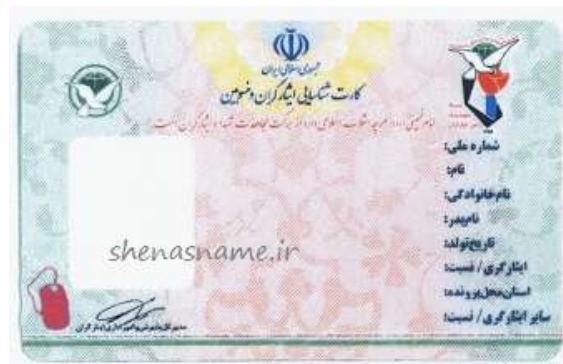 جمهوری اسلامی ایران
کارت شناسایی ایثارگران و منسوبین
شماره ملی:
نام:
نام خانوادگی:
نام پدر:
تاریخ تولد:
ایثارگری / نسبت:
استان محل پرونده:
سایر ایثارگری / نسبت:
shenasname.ir